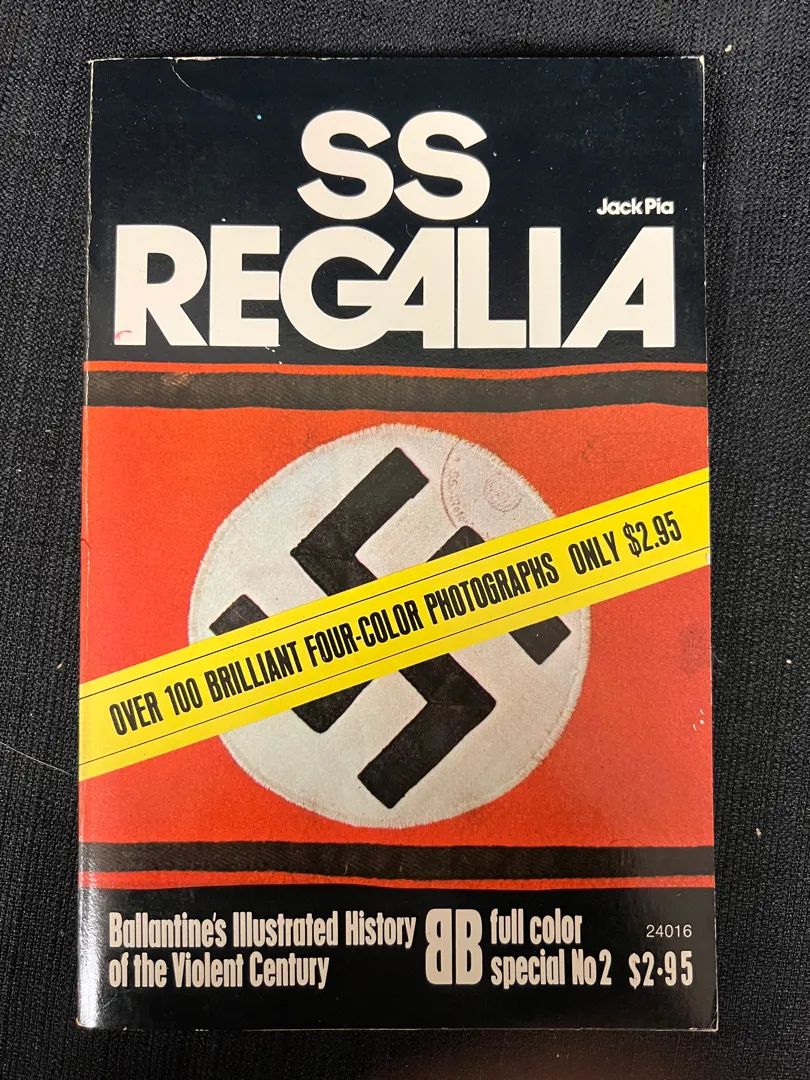 SS
Jack Pia
REGALIA
OVER 100 BRILLIANT FOUR-COLOR PHOTOGRAPHS ONLY $2.95
Ballantine's Illustrated History
of the Violent Century
BB
full color
special No 2
24016
$2·95